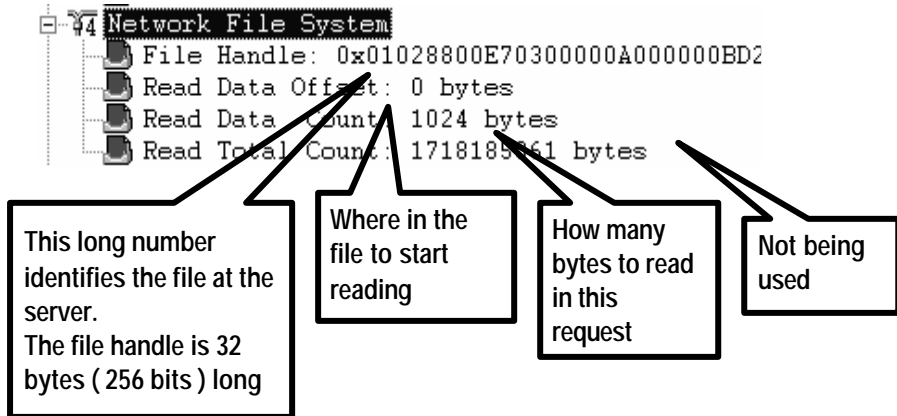 Network File System
File Handle: 0x01028800E70300000A000000BD2
Read Data Offset: 0 bytes
Read Data Count: 1024 bytes
Read Total Count: bytes
This long number
identifies the file at the
server.
The file handle is 32
bytes ( 256 bits ) long
Where in the
file to start
reading
How many
bytes to read
in this
request
Not being
used